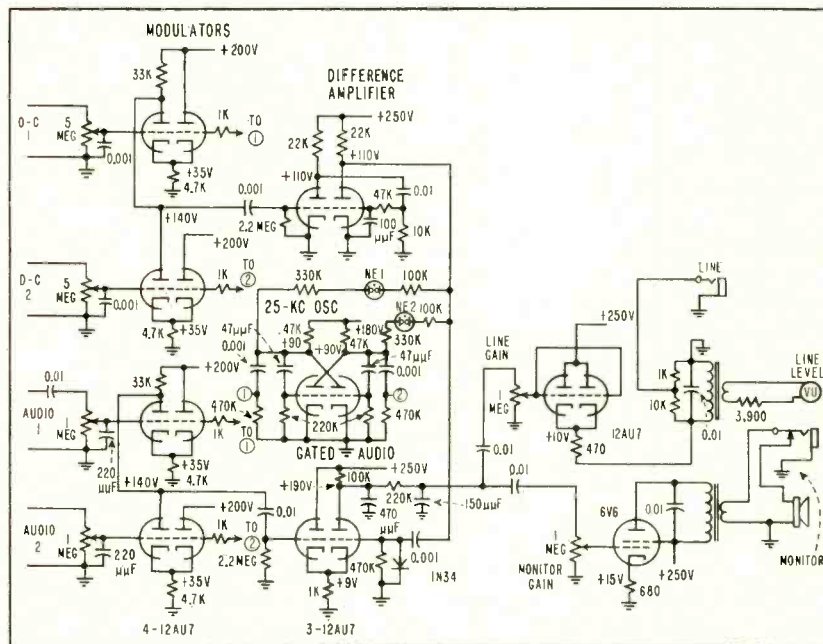 MODULATORS
+200V
33K
D-C
1
5
MEG
0.001
1K
TO
①
+35V
4.7K
DIFFERENCE
AMPLIFIER
+250V
22K
22K
+110V
+110V
0.001
2.2 MEG
47K
0.01
100
μμF
10K
+140V
+200V
TO
②
D-C
2
5
MEG
0.001
1K
4.7K
+35V
330K
NE1
100K
NE2
100K
25-KC OSC
47μμF
0.001
47K
+90
+90V
+180V
47K
330K
47μμF
0.001
①
②
220K
470K
GATED AUDIO
0.01
33K
+200V
AUDIO
1
1
MEG
470K
1K
TO
①
220
μμF
+35V
4.7K
+140V
+200V
AUDIO
2
1
MEG
220
μμF
1K
TO
②
0.01
2.2 MEG
+35V
4.7K
4-12AU7
+190V
100K
+250V
220K
470
μμF
150μμF
470K
0.001
1N34
1K
+9V
3-12AU7
LINE
GAIN
1
MEG
0.01
0.01
+250V
12AU7
+10V
470
LINE
1K
10K
0.01
LINE
LEVEL
VU
3,900
1
MEG
MONITOR
GAIN
6V6
0.01
+15V
680
+250V
MONITOR